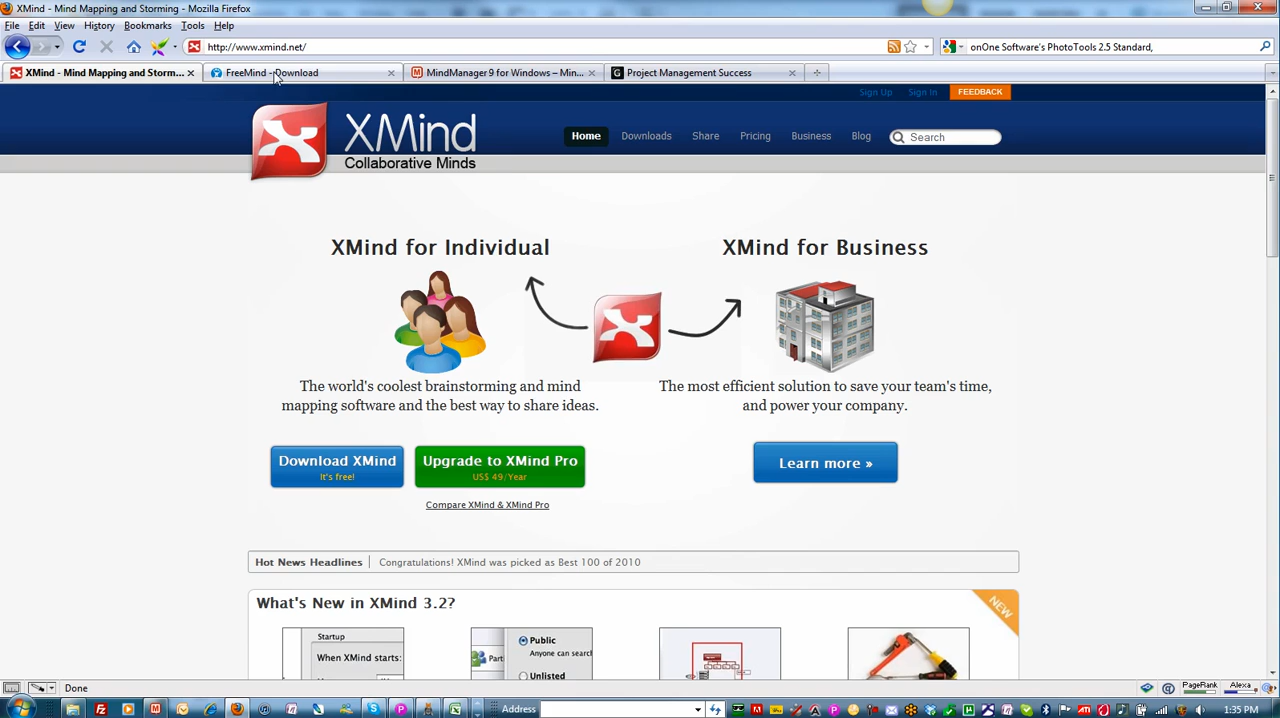 XMind - Mind Mapping and Storming - Mozilla Firefox
File Edit View History Bookmarks Tools Help
http://www.xmind.net/
onOne Software's PhotoTools 2.5 Standard,
XMind - Mind Mapping and Storm...
FreeMind - Download
MindManager 9 for Windows – Min...
Project Management Success
Sign Up Sign In FEEDBACK
XMind
Collaborative Minds
Home Downloads Share Pricing Business Blog Search
XMind for Individual
The world's coolest brainstorming and mind
mapping software and the best way to share ideas.
Download XMind
It's free!
Upgrade to XMind Pro
US$ 49/Year
Compare XMind & XMind Pro
XMind for Business
The most efficient solution to save your team's time,
and power your company.
Learn more »
Hot News Headlines Congratulations! XMind was picked as Best 100 of 2010
What's New in XMind 3.2?
NEW
Startup
When XMind starts:
Parti
Public
Anyone can search
Unlisted
Done
PageRank
Alexa
Address
1:35 PM